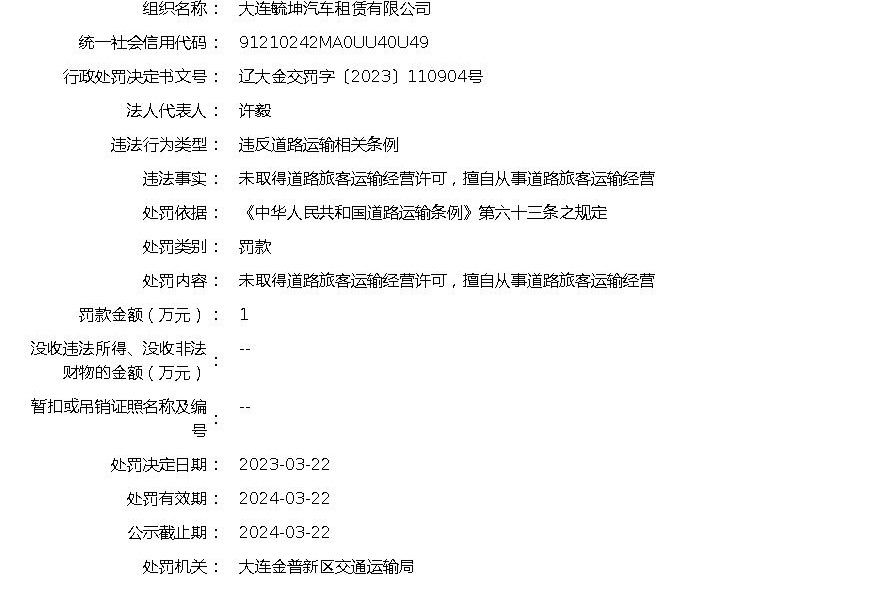 组织名称： 大连毓坤汽车租赁有限公司
统一社会信用代码： 91210242MA0UU40U49
行政处罚决定书文号： 辽大金交罚字〔2023〕110904号
法人代表人： 许毅
违法行为类型： 违反道路运输相关条例
违法事实： 未取得道路旅客运输经营许可，擅自从事道路旅客运输经营
处罚依据： 《中华人民共和国道路运输条例》第六十三条之规定
处罚类别： 罚款
处罚内容： 未取得道路旅客运输经营许可，擅自从事道路旅客运输经营
罚款金额（万元）： 1
没收违法所得、没收非法
财物的金额（万元）： --
暂扣或吊销证照名称及编
号： --
处罚决定日期： 2023-03-22
处罚有效期： 2024-03-22
公示截止期： 2024-03-22
处罚机关： 大连金普新区交通运输局